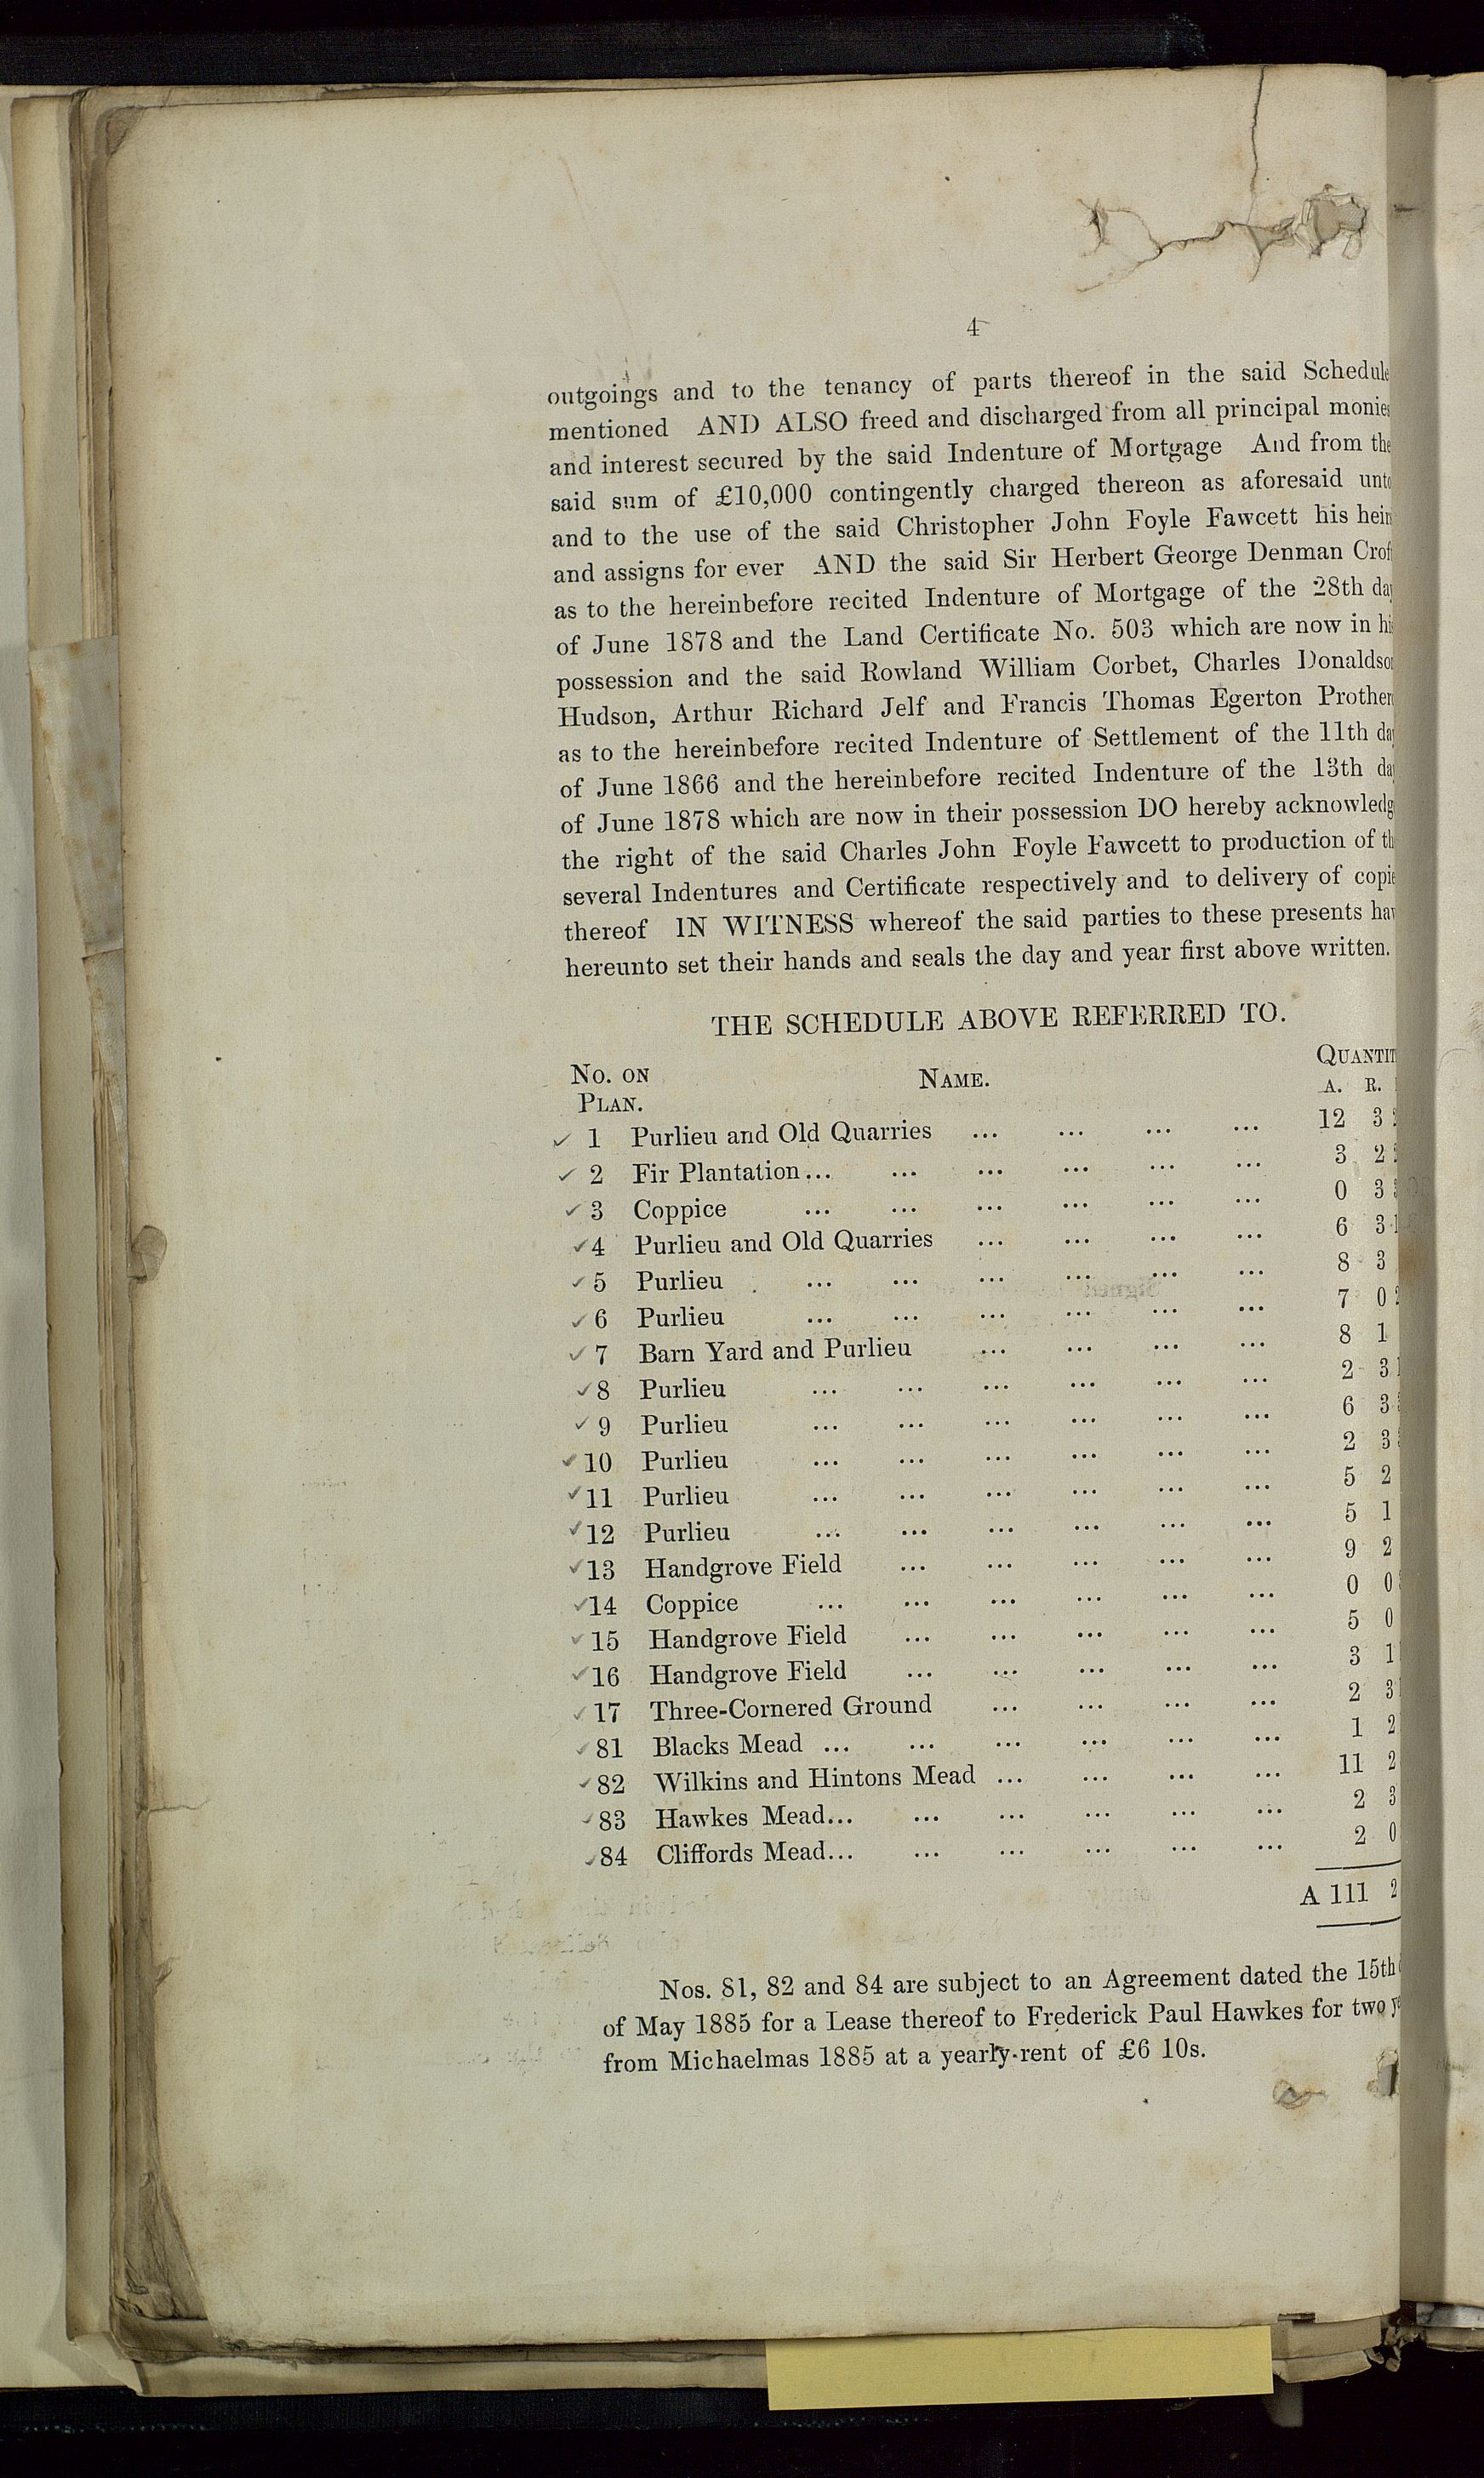 4
outgoings and to the tenancy of parts thereof in the said Schedule
mentioned AND ALSO freed and discharged from all principal monies
and interest secured by the said Indenture of Mortgage And from the
said sum of £10,000 contingently charged thereon as aforesaid unto
and to the use of the said Christopher John Foyle Fawcett his heirs
and assigns for ever AND the said Sir Herbert George Denman Croft
as to the hereinbefore recited Indenture of Mortgage of the 28th day
of June 1878 and the Land Certificate No. 503 which are now in his
possession and the said Rowland William Corbet, Charles Donaldson
Hudson, Arthur Richard Jelf and Francis Thomas Egerton Prothero
as to the hereinbefore recited Indenture of Settlement of the 11th day
of June 1866 and the hereinbefore recited Indenture of the 13th day
of June 1878 which are now in their possession DO hereby acknowledge
the right of the said Charles John Foyle Fawcett to production of th
several Indentures and Certificate respectively and to delivery of copie
thereof IN WITNESS whereof the said parties to these presents hav
hereunto set their hands and seals the day and year first above written.
THE SCHEDULE ABOVE REFERRED TO.
No. ON PLAN. NAME. QUANTIT
A. R.
✓ 1 Purlieu and Old Quarries ... ... ... ... 12 3
✓ 2 Fir Plantation... ... ... ... ... ... 3 2
✓ 3 Coppice ... ... ... ... ... ... 0 3
✓ 4 Purlieu and Old Quarries ... ... ... ... 6 3
✓ 5 Purlieu ... ... ... ... ... ... 8 3
✓ 6 Purlieu ... ... ... ... ... ... 7 0
✓ 7 Barn Yard and Purlieu ... ... ... ... 8 1
✓ 8 Purlieu ... ... ... ... ... ... 2 3
✓ 9 Purlieu ... ... ... ... ... ... 6 3
✓ 10 Purlieu ... ... ... ... ... ... 2 3
✓ 11 Purlieu ... ... ... ... ... ... 5 2
✓ 12 Purlieu ... ... ... ... ... ... 5 1
✓ 13 Handgrove Field ... ... ... ... ... 9 2
✓ 14 Coppice ... ... ... ... ... ... 0 0
✓ 15 Handgrove Field ... ... ... ... ... 5 0
✓ 16 Handgrove Field ... ... ... ... ... 3 1
✓ 17 Three-Cornered Ground ... ... ... ... 2 3
✓ 81 Blacks Mead ... ... ... ... ... ... 1 2
✓ 82 Wilkins and Hintons Mead ... ... ... ... 11 2
✓ 83 Hawkes Mead... ... ... ... ... ... 2 3
✓ 84 Cliffords Mead... ... ... ... ... ... 2 0
A 111 2
Nos. 81, 82 and 84 are subject to an Agreement dated the 15th
of May 1885 for a Lease thereof to Frederick Paul Hawkes for two
from Michaelmas 1885 at a yearly rent of £6 10s.